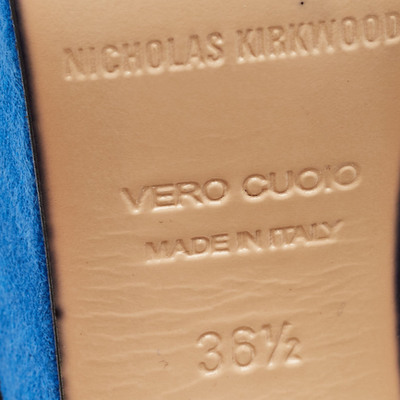 NICHOLAS KIRKWOOD
VERO CUOIO
MADE IN ITALY
36½